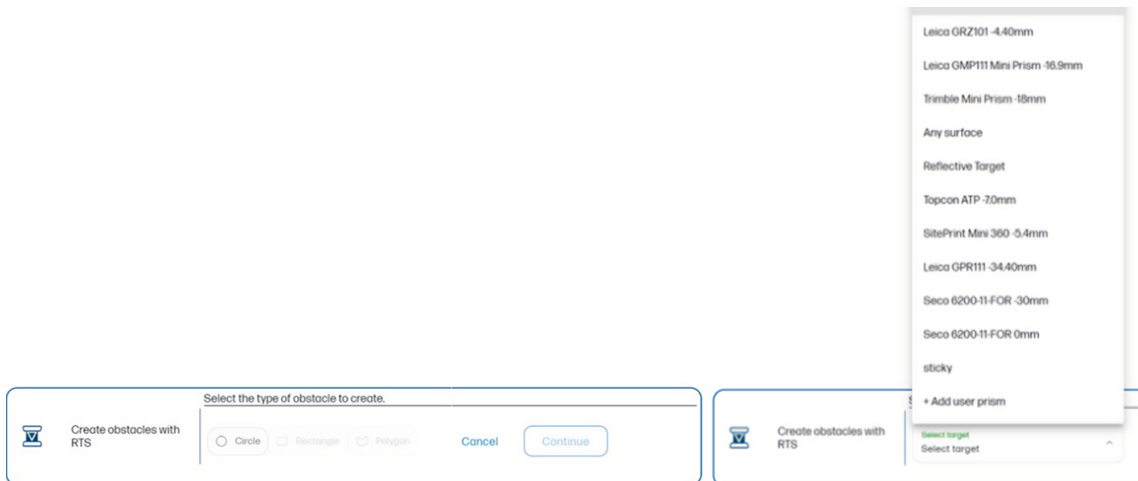 Leica GRZ101 -4.40mm
Leica GMP111 Mini Prism -16.9mm
Trimble Mini Prism -18mm
Any surface
Reflective Target
Topcon ATP -7.0mm
SitePrint Mini 360 -5.4mm
Leica GPR111 -34.40mm
Seco 6200-11-FOR -30mm
Seco 6200-11-FOR 0mm
sticky
+ Add user prism
Select the type of obstacle to create.
Create obstacles with
RTS
Circle
Rectangle
Polygon
Cancel
Continue
Create obstacles with
RTS
Select target
Select target